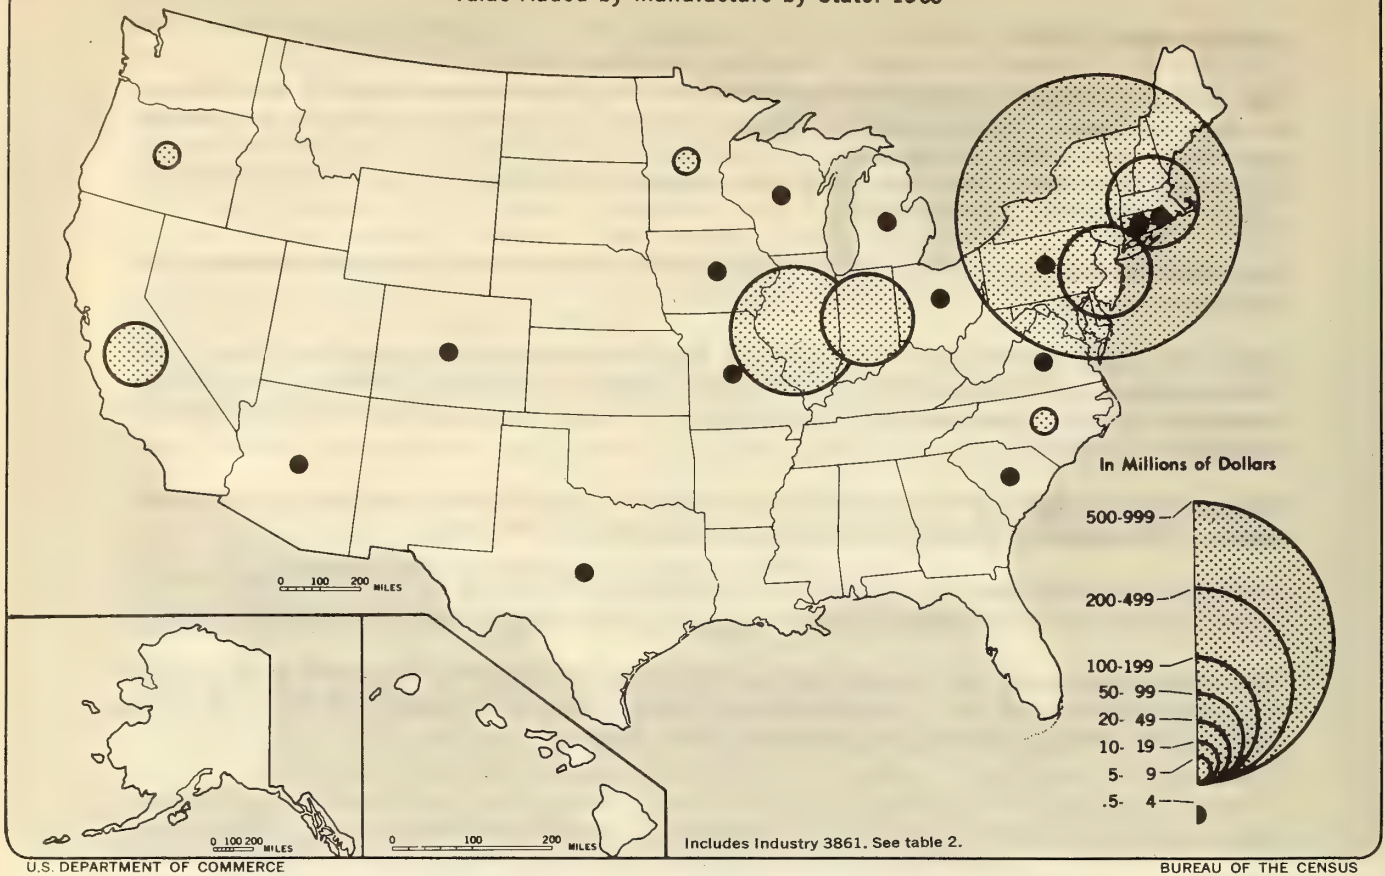 In Millions of Dollars
500-999
200-499
100-199
50- 99
20- 49
10- 19
5- 9
.5- 4
0 100 200 MILES
0 100 200 MILES
0 100 200 MILES
Includes Industry 3861. See table 2.
U.S. DEPARTMENT OF COMMERCE
BUREAU OF THE CENSUS